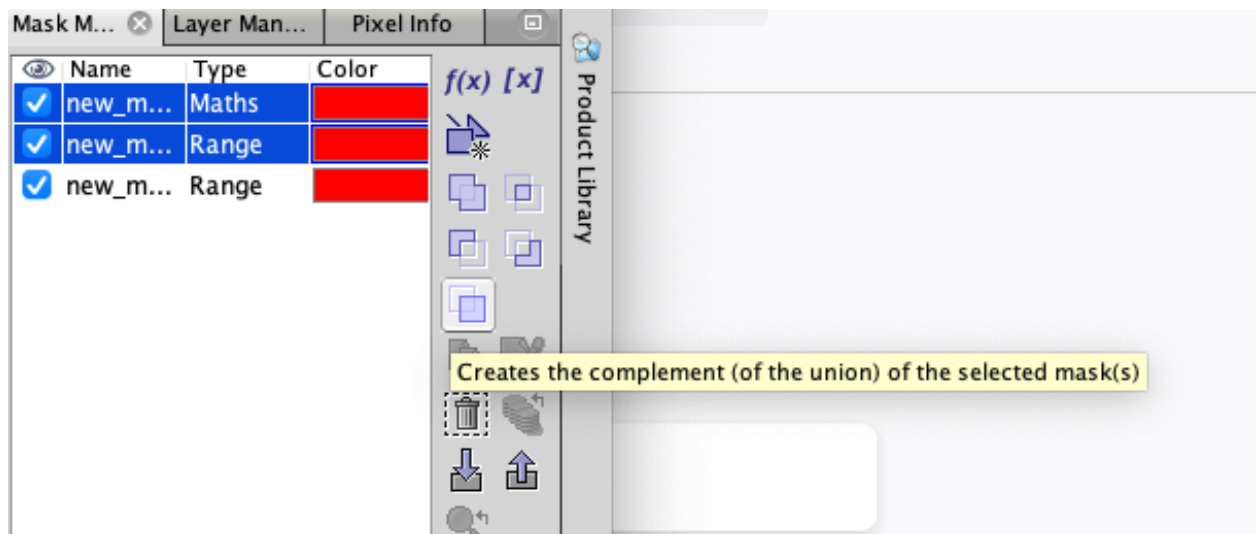 Mask M... Layer Man... Pixel Info
Name Type Color
new_m... Maths
new_m... Range
new_m... Range
f(x) [x]
Product Library
Creates the complement (of the union) of the selected mask(s)